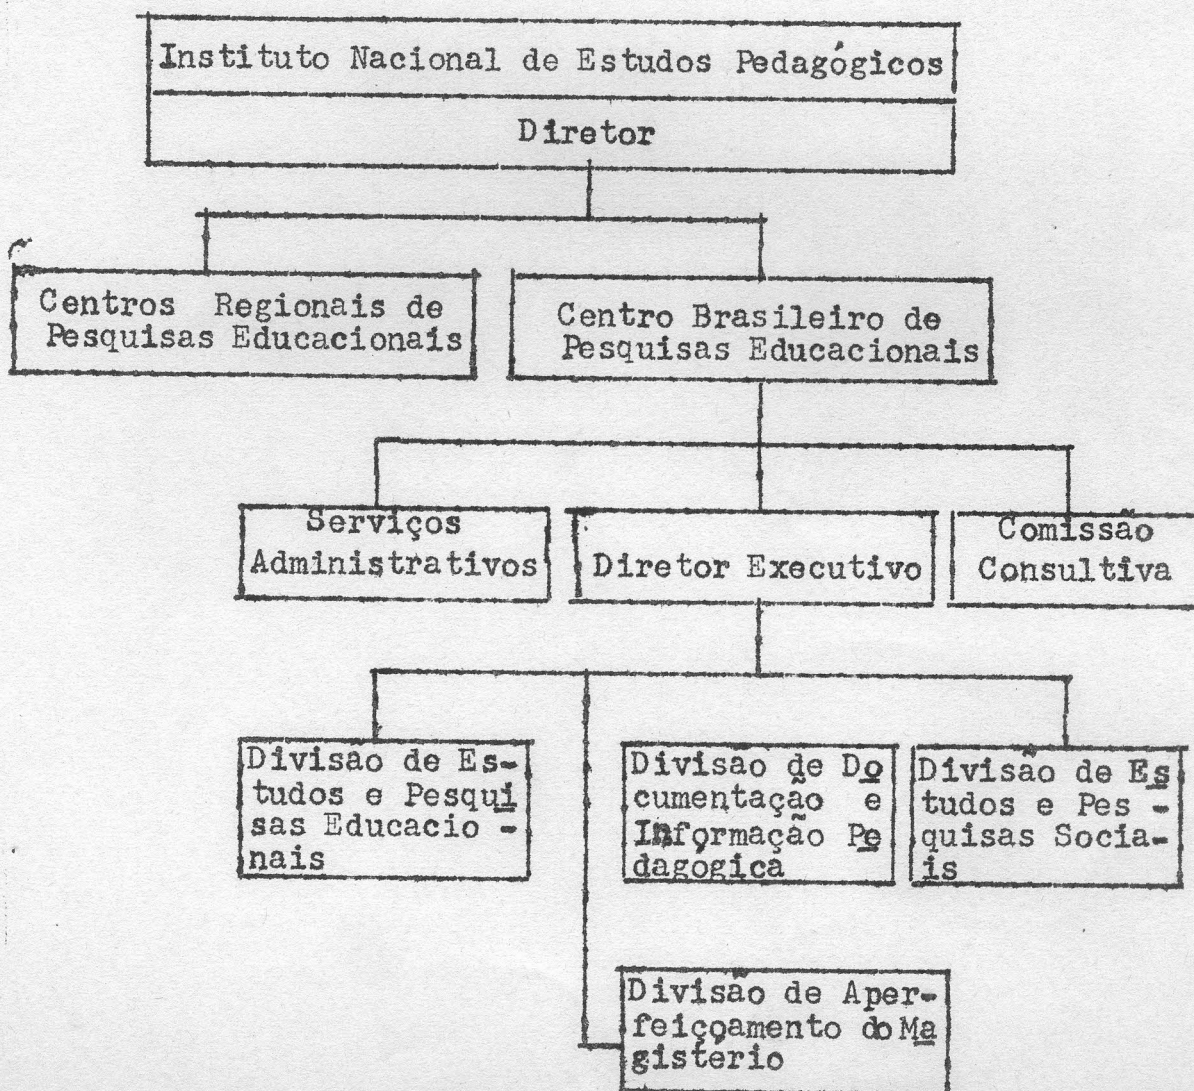 Instituto Nacional de Estudos Pedagógicos
Diretor
Centros Regionais de
Pesquisas Educacionais
Centro Brasileiro de
Pesquisas Educacionais
Serviços
Administrativos
Diretor Executivo
Comissão
Consultiva
Divisão de Es-
tudos e Pesqui
sas Educacio -
nais
Divisão de Do
cumentação e
Informação Pe
dagogica
Divisão de Es
tudos e Pes -
quisas Socia-
is
Divisão de Aper-
feiçoamento do Ma
gistério